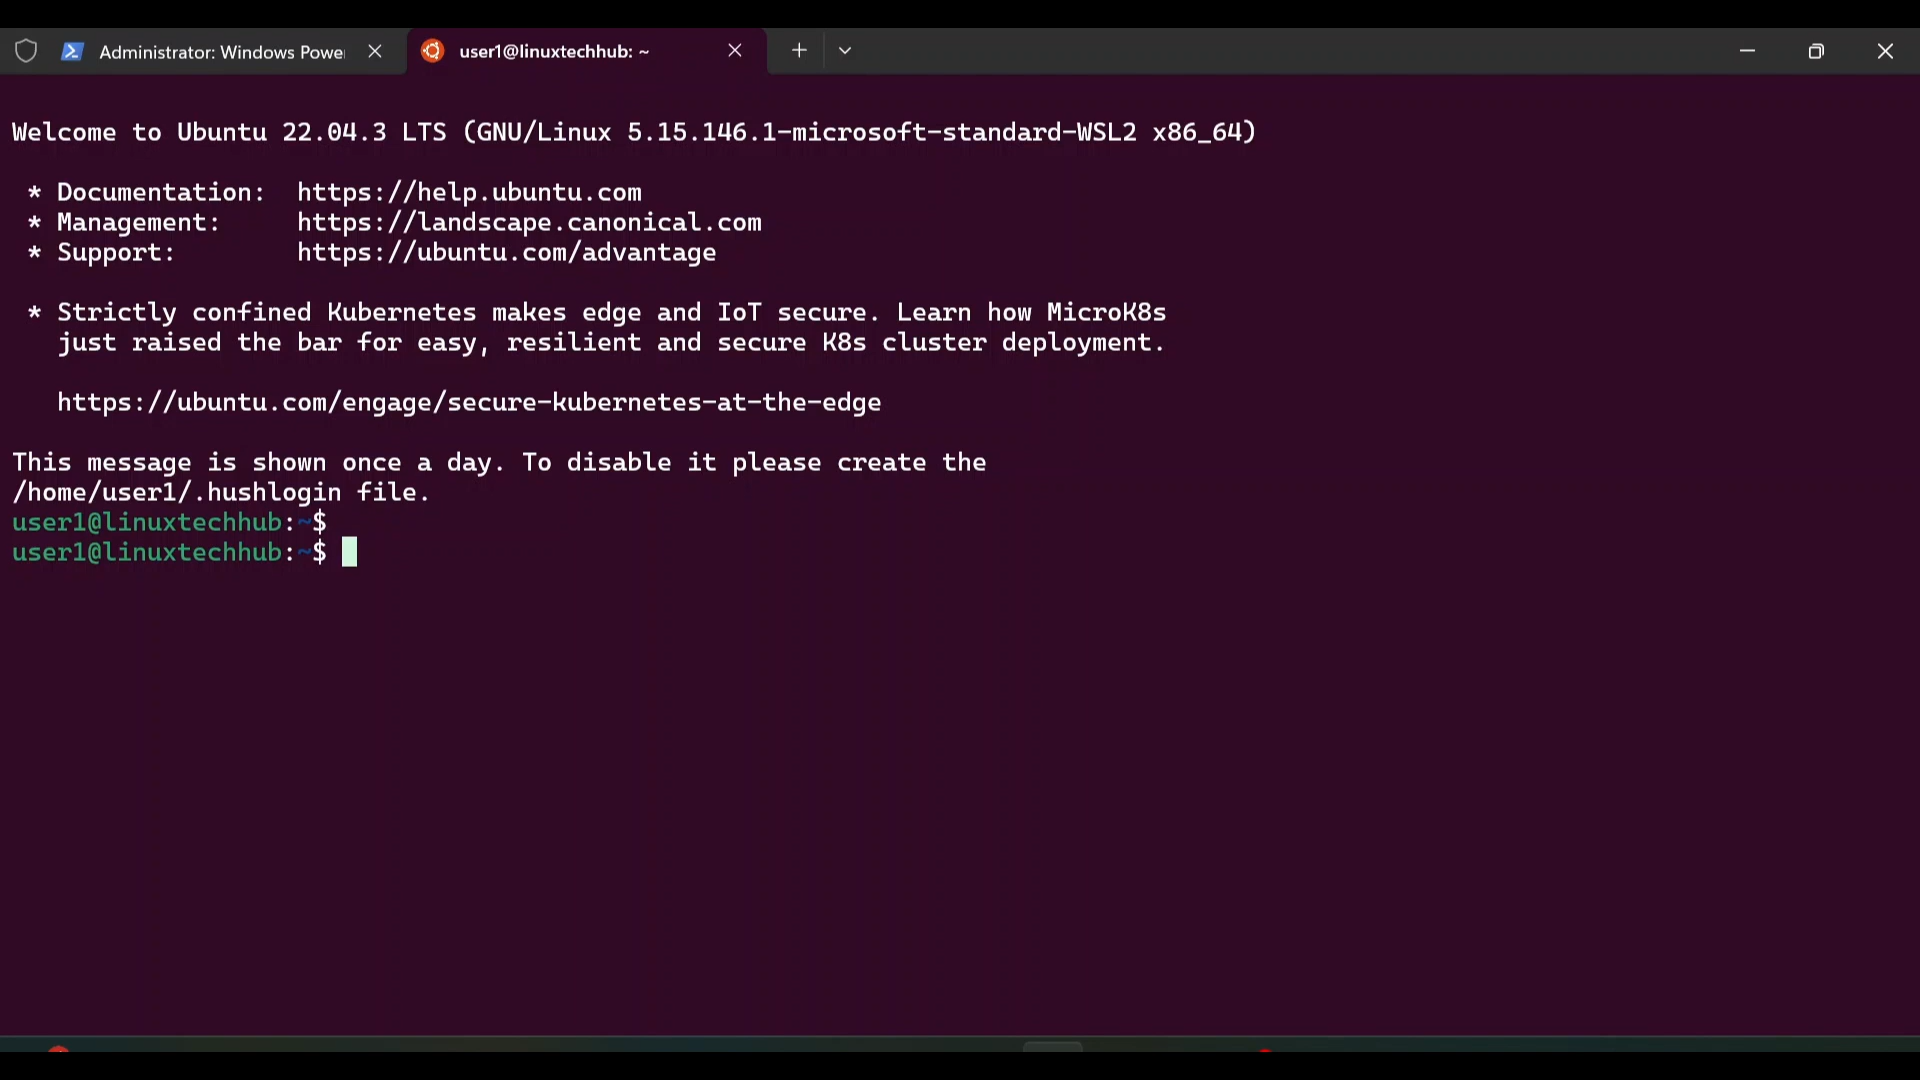 Administrator: Windows Powe
user1@linuxtechhub: ~
Welcome to Ubuntu 22.04.3 LTS (GNU/Linux 5.15.146.1-microsoft-standard-WSL2 x86_64)
* Documentation:  https://help.ubuntu.com
* Management:     https://landscape.canonical.com
* Support:        https://ubuntu.com/advantage
* Strictly confined Kubernetes makes edge and IoT secure. Learn how MicroK8s
just raised the bar for easy, resilient and secure K8s cluster deployment.
https://ubuntu.com/engage/secure-kubernetes-at-the-edge
This message is shown once a day. To disable it please create the
/home/user1/.hushlogin file.
user1@linuxtechhub:~$
user1@linuxtechhub:~$